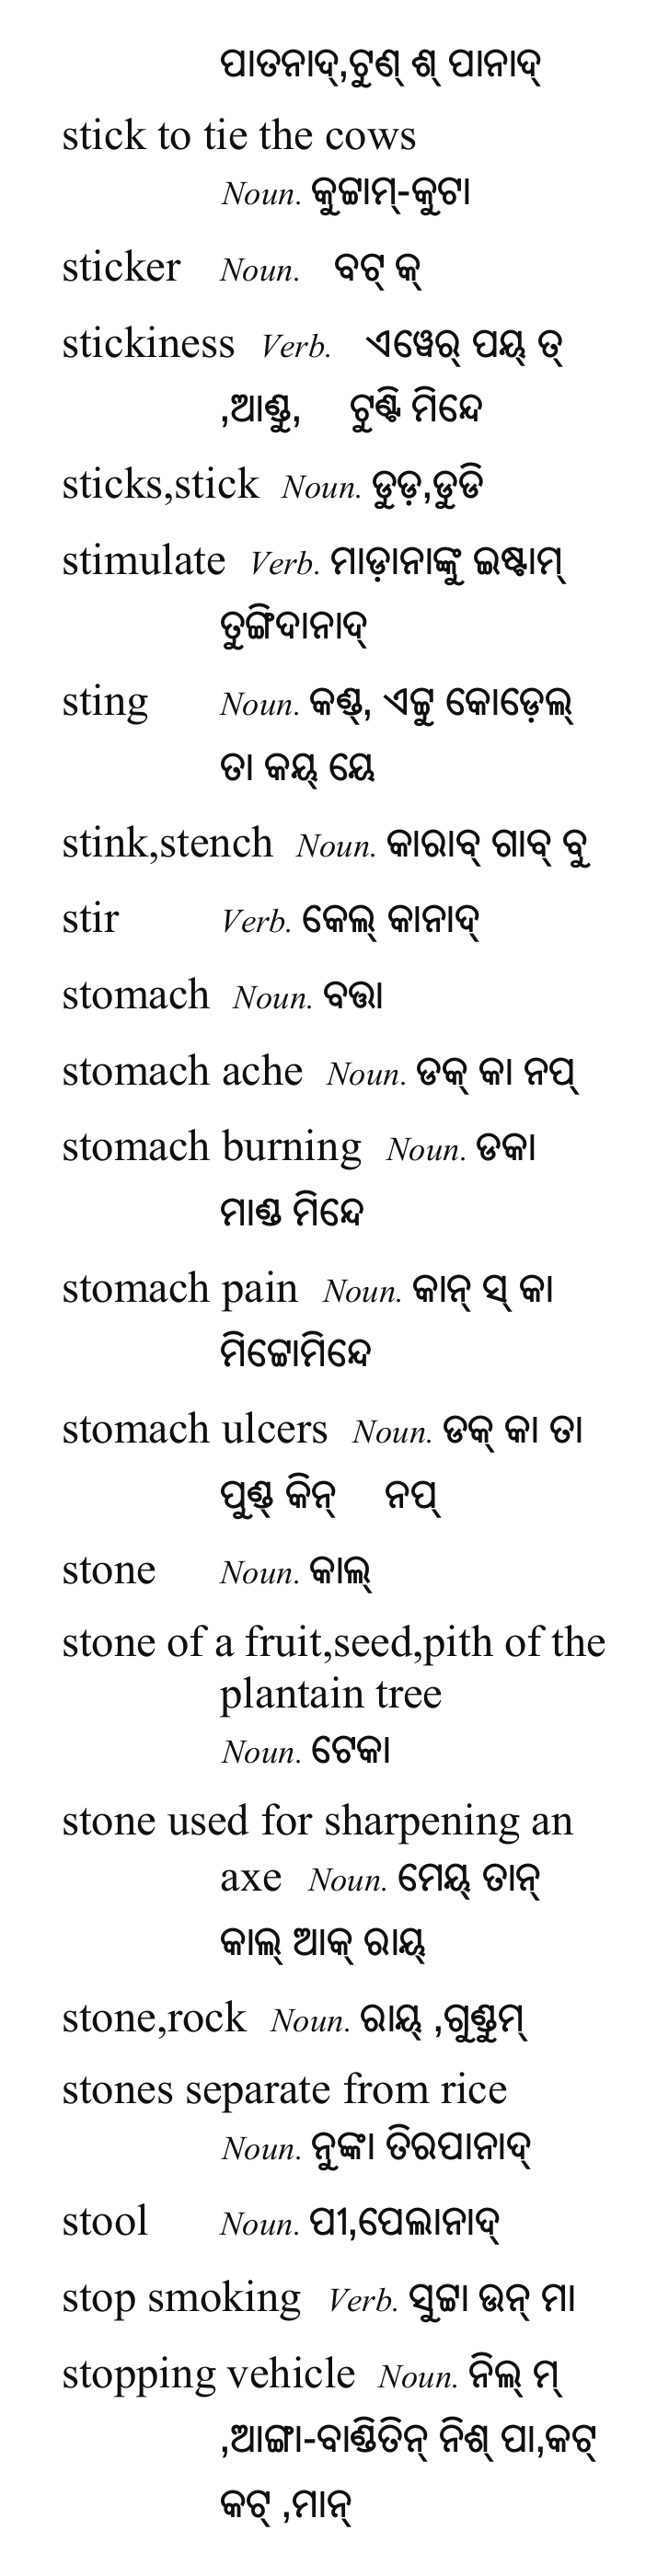 ପାତନାଦ୍,ଟୁଣ୍ ଶ୍ ପାନାଦ୍
stick to tie the cows
Noun. କୁଟ୍ଟାମ୍-କୁଟା
sticker Noun. ବଟ୍ କ୍
stickiness Verb. ଏୱେର୍ ପୟ୍ ତ୍
,ଆଣ୍ଡୁ, ଟୁଣ୍ଟି ମିନ୍ଦେ
sticks,stick Noun. ଡୁଡ଼,ଡୁଡି
stimulate Verb. ମାଡ଼ାନାଙ୍କୁ ଇଷ୍ଟାମ୍
ତୁଙ୍ଗିଦାନାଦ୍
sting Noun. କଣ୍ଡ୍, ଏଟ୍ଟୁ କୋଡ଼େଲ୍
ତା କୟ୍ ୟେ
stink,stench Noun. କାରାବ୍ ଗାବ୍ ବୁ
stir Verb. କେଲ୍ କାନାଦ୍
stomach Noun. ବତ୍ତା
stomach ache Noun. ଡକ୍ କା ନପ୍
stomach burning Noun. ଡକା
ମାଣ୍ଡ ମିନ୍ଦେ
stomach pain Noun. କାନ୍ ସ୍ କା
ମିଟ୍ଟୋମିନ୍ଦେ
stomach ulcers Noun. ଡକ୍ କା ତା
ପୁଣ୍ଡ୍ କିନ୍ ନପ୍
stone Noun. କାଲ୍
stone of a fruit,seed,pith of the
plantain tree
Noun. ଟେକା
stone used for sharpening an
axe Noun. ମେୟ୍ ତାନ୍
କାଲ୍ ଆକ୍ ରାୟ୍
stone,rock Noun. ରାୟ୍ ,ଗୁଣ୍ଡୁମ୍
stones separate from rice
Noun. ନୁଙ୍କା ତିରପାନାଦ୍
stool Noun. ପୀ,ପେଲାନାଦ୍
stop smoking Verb. ସୁଟ୍ଟା ଉନ୍ ମା
stopping vehicle Noun. ନିଲ୍ ମ୍
,ଆଙ୍ଗା-ବାଣ୍ଡିତିନ୍ ନିଶ୍ ପା,କଟ୍
କଟ୍ ,ମାନ୍